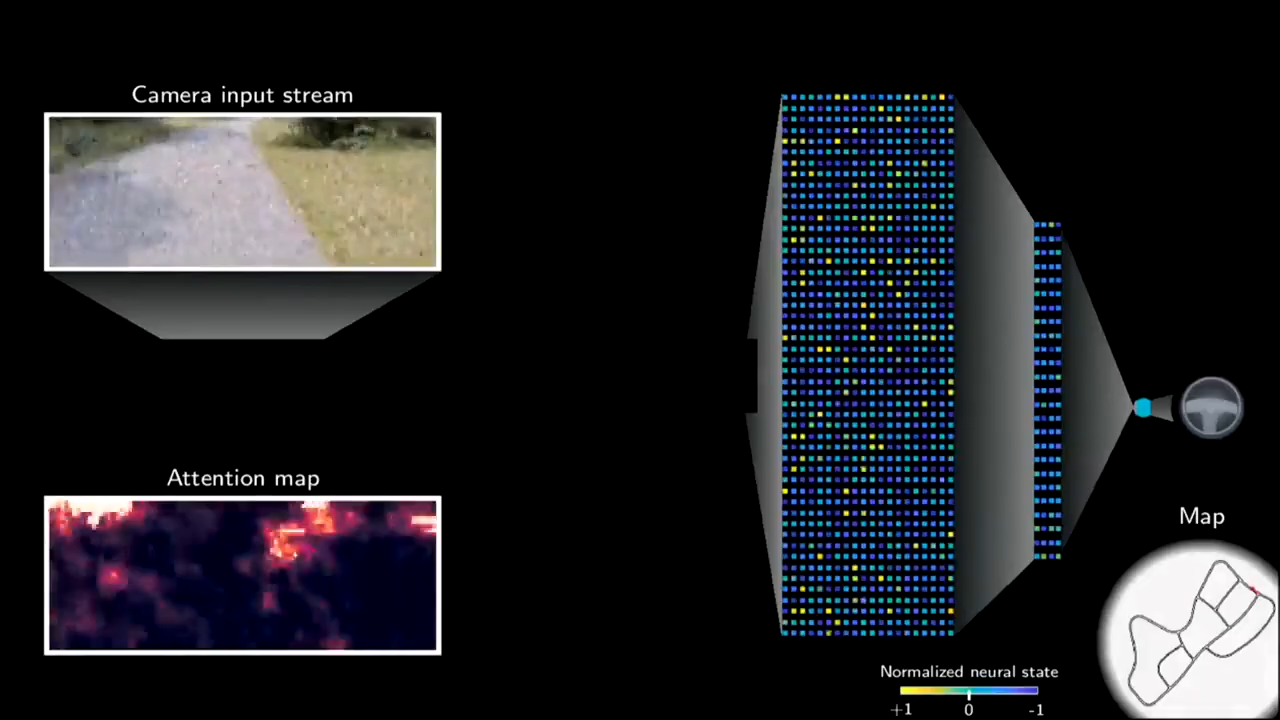 Camera input stream
Attention map
Map
Normalized neural state
+1 0 -1